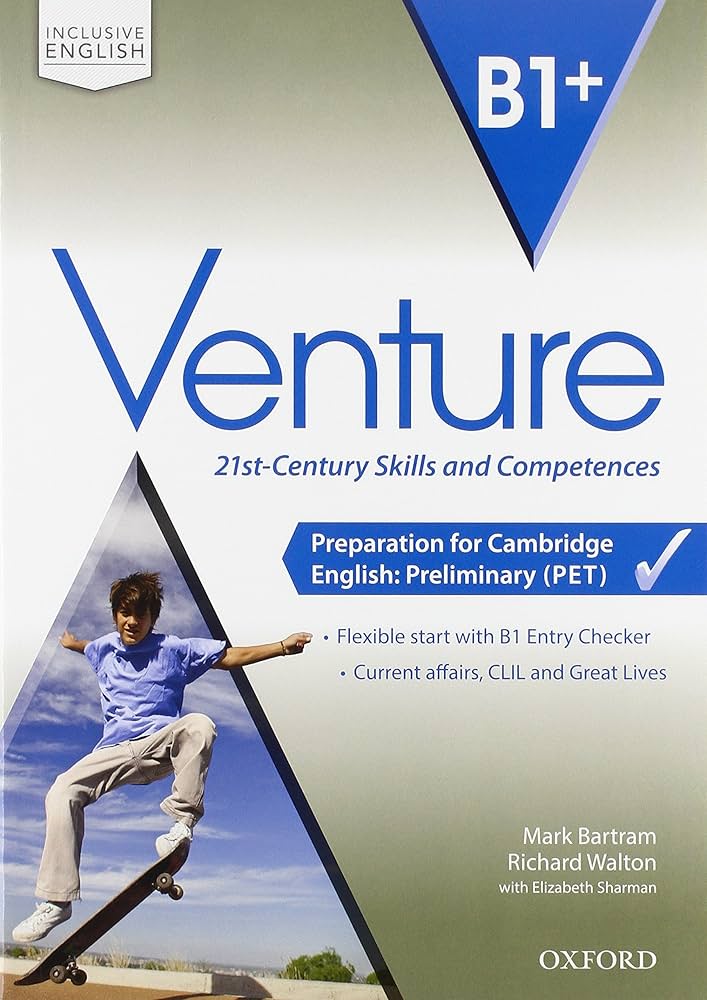 INCLUSIVE
ENGLISH
B1+
Venture
21st-Century Skills and Competences
Preparation for Cambridge
English: Preliminary (PET)
• Flexible start with B1 Entry Checker
• Current affairs, CLIL and Great Lives
Mark Bartram
Richard Walton
with Elizabeth Sharman
OXFORD